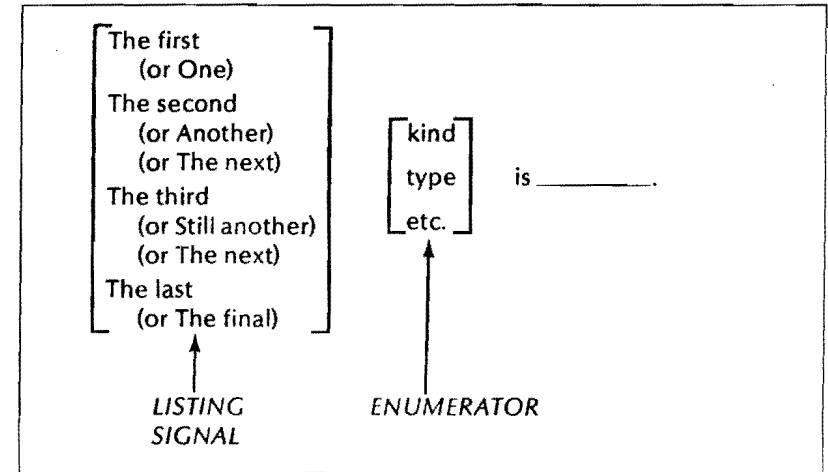 The first
(or One)
The second
(or Another)
(or The next)
The third
(or Still another)
(or The next)
The last
(or The final)
kind
type
etc.
is ________.
LISTING
SIGNAL
ENUMERATOR